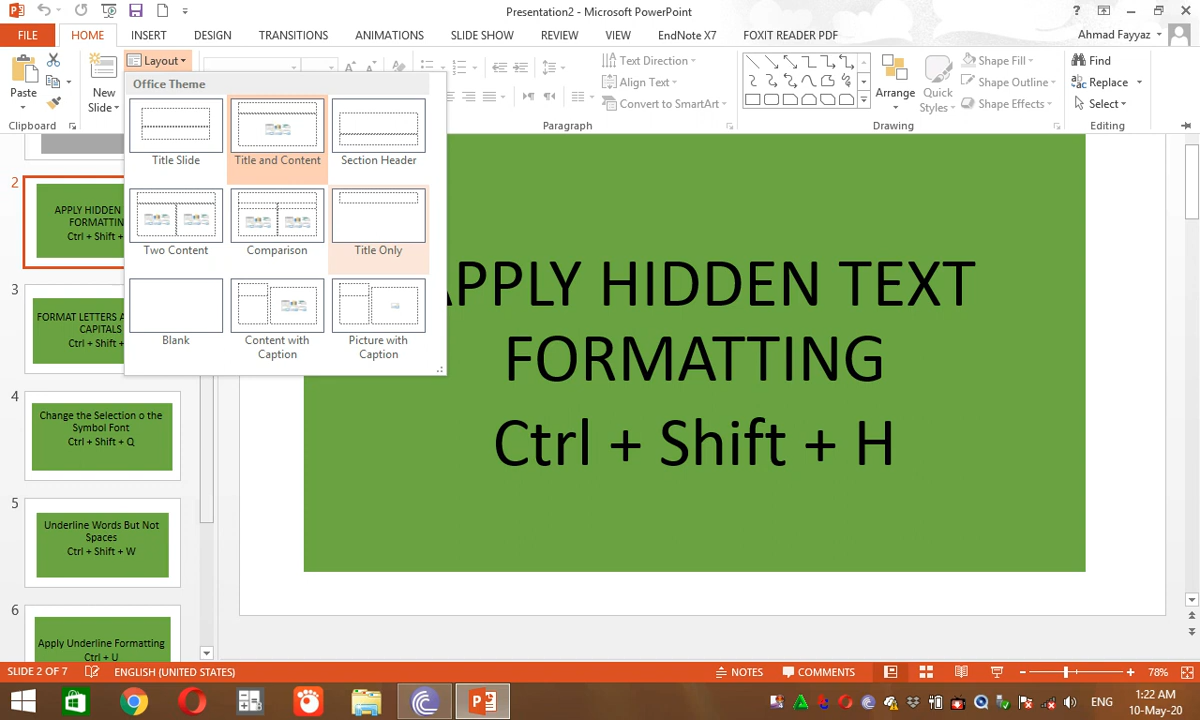 Presentation2 - Microsoft PowerPoint
?
FILE
HOME
INSERT
DESIGN
TRANSITIONS
ANIMATIONS
SLIDE SHOW
REVIEW
VIEW
EndNote X7
FOXIT READER PDF
Ahmad Fayyaz
Paste
New
Slide
Layout
Text Direction
Align Text
Convert to SmartArt
Arrange
Quick
Styles
Shape Fill
Shape Outline
Shape Effects
Find
Replace
Select
Clipboard
Paragraph
Drawing
Editing
Office Theme
Title Slide
Title and Content
Section Header
Two Content
Comparison
Title Only
Blank
Content with
Caption
Picture with
Caption
2
APPLY HIDDEN
FORMATTIN
Ctrl + Shift +
3
FORMAT LETTERS A
CAPITALS
Ctrl + Shift +
4
Change the Selection o the
Symbol Font
Ctrl + Shift + Q
5
Underline Words But Not
Spaces
Ctrl + Shift + W
6
Apply Underline Formatting
Ctrl + U
APPLY HIDDEN TEXT
FORMATTING
Ctrl + Shift + H
SLIDE 2 OF 7
ENGLISH (UNITED STATES)
NOTES
COMMENTS
78%
ENG
1:22 AM
10-May-20